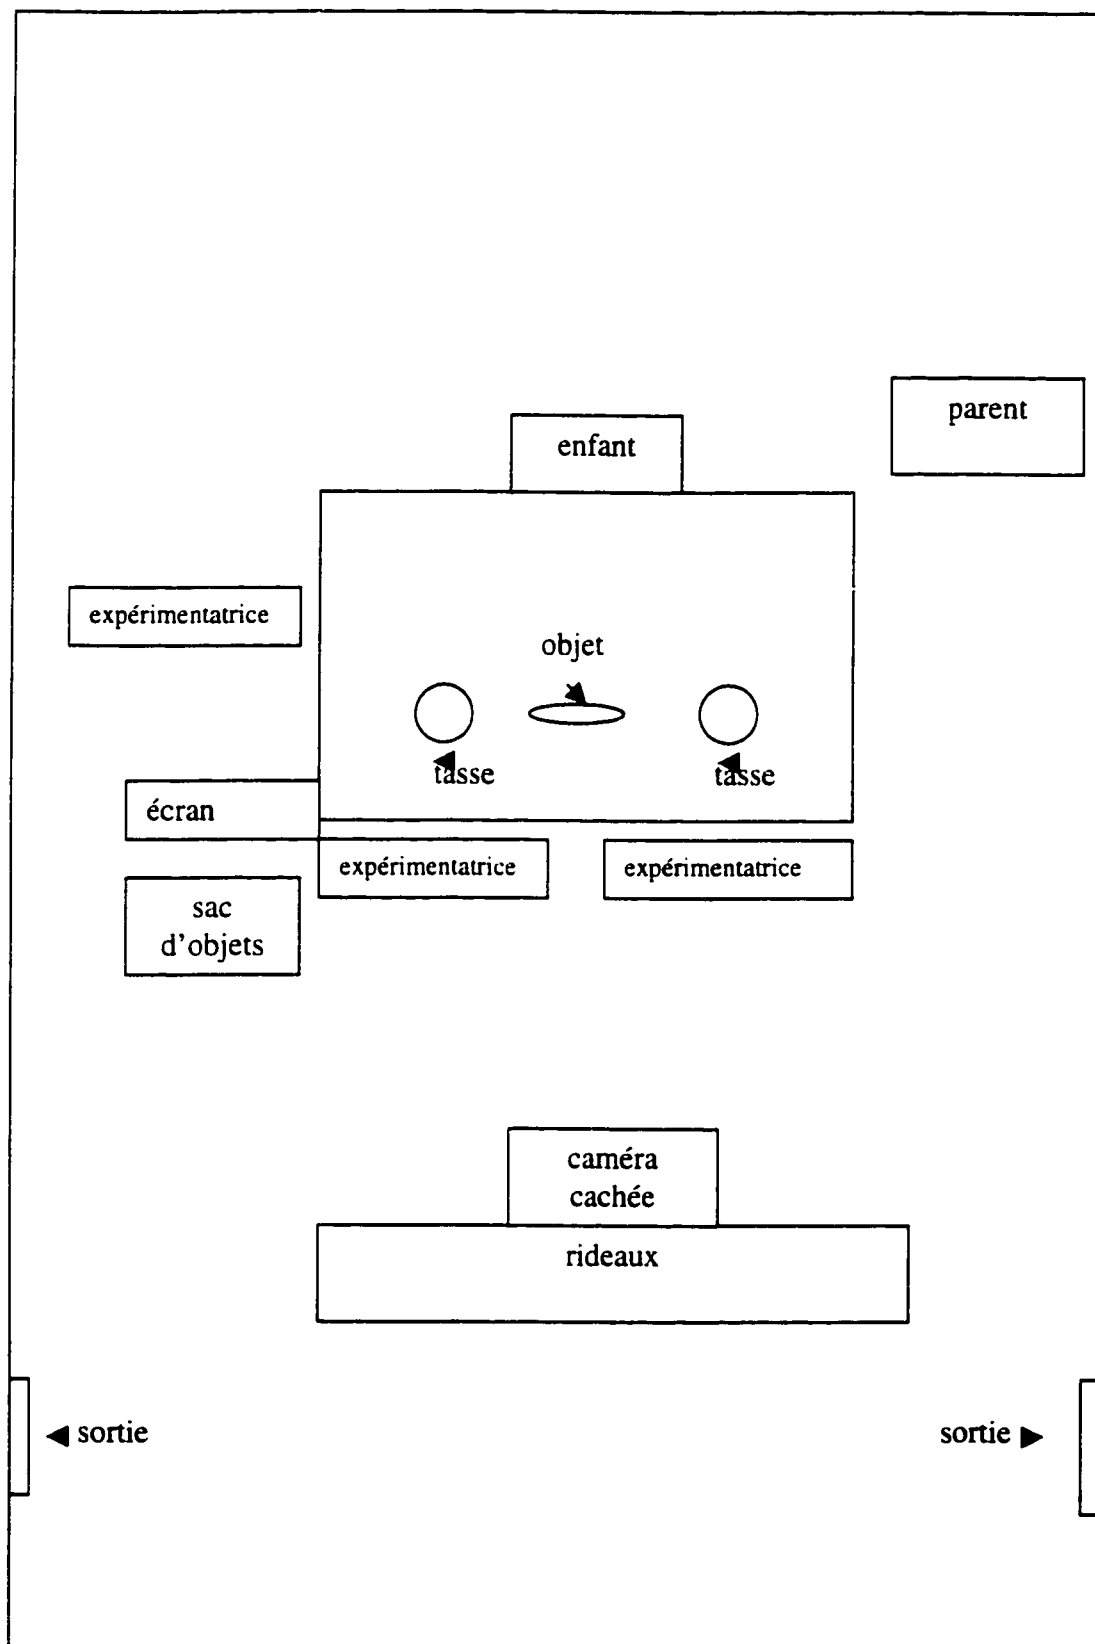 parent
enfant
expérimentatrice
objet
tasse
tasse
écran
expérimentatrice
expérimentatrice
sac
d'objets
caméra
cachée
rideaux
sortie
sortie